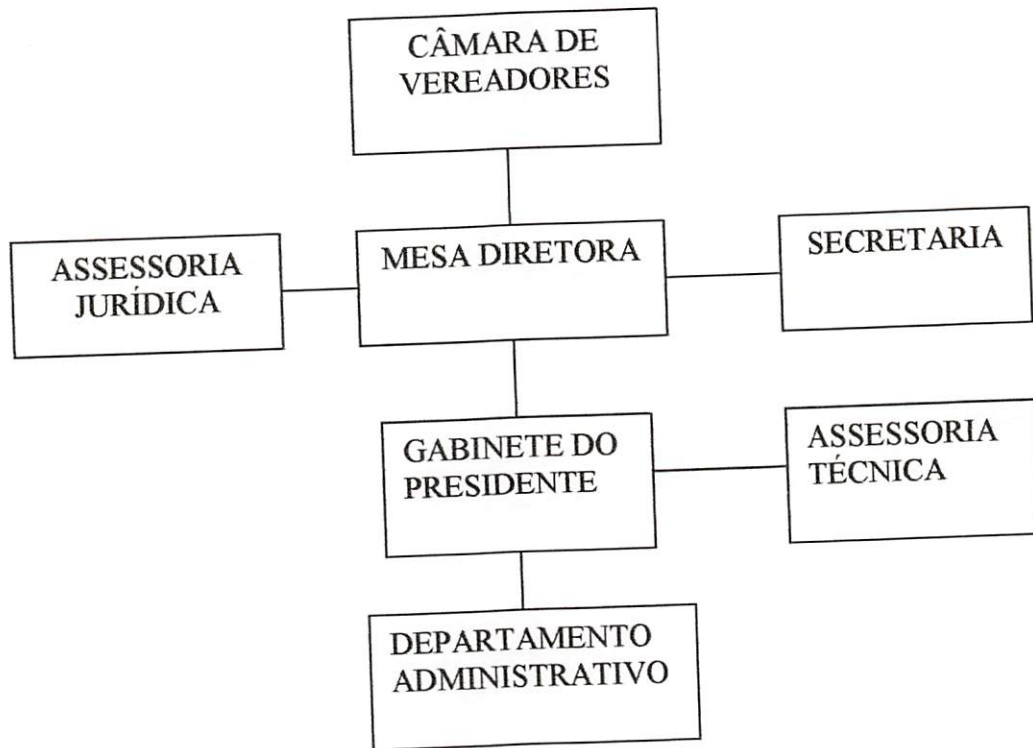 CÂMARA DE
VEREADORES
ASSESSORIA
JURÍDICA
MESA DIRETORA
SECRETARIA
GABINETE DO
PRESIDENTE
ASSESSORIA
TÉCNICA
DEPARTAMENTO
ADMINISTRATIVO